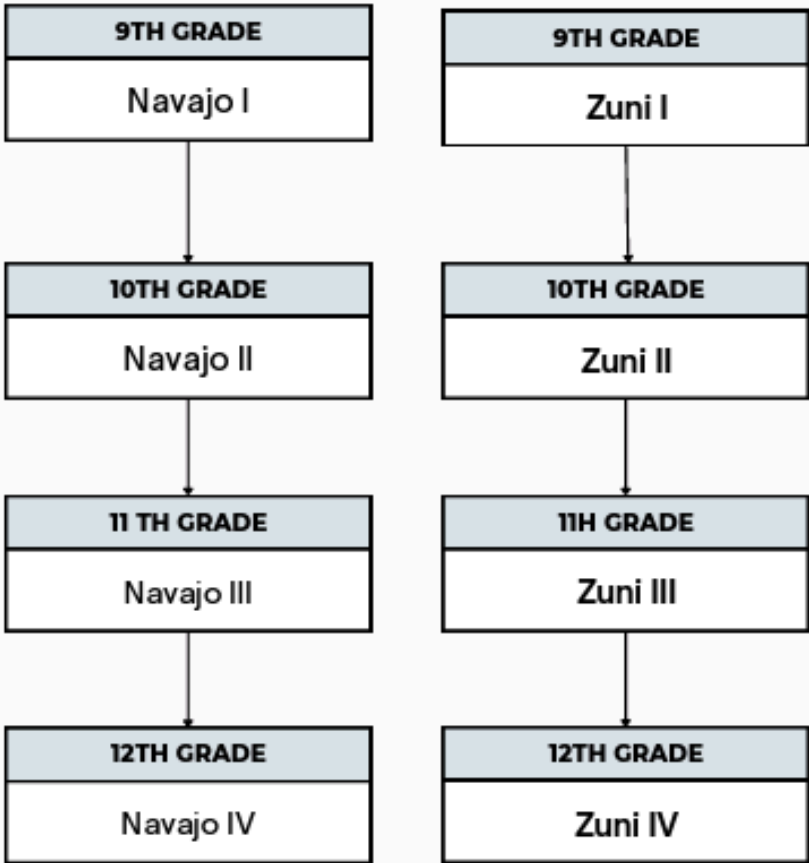 9TH GRADE
Navajo I
10TH GRADE
Navajo II
11 TH GRADE
Navajo III
12TH GRADE
Navajo IV
9TH GRADE
Zuni I
10TH GRADE
Zuni II
11H GRADE
Zuni III
12TH GRADE
Zuni IV